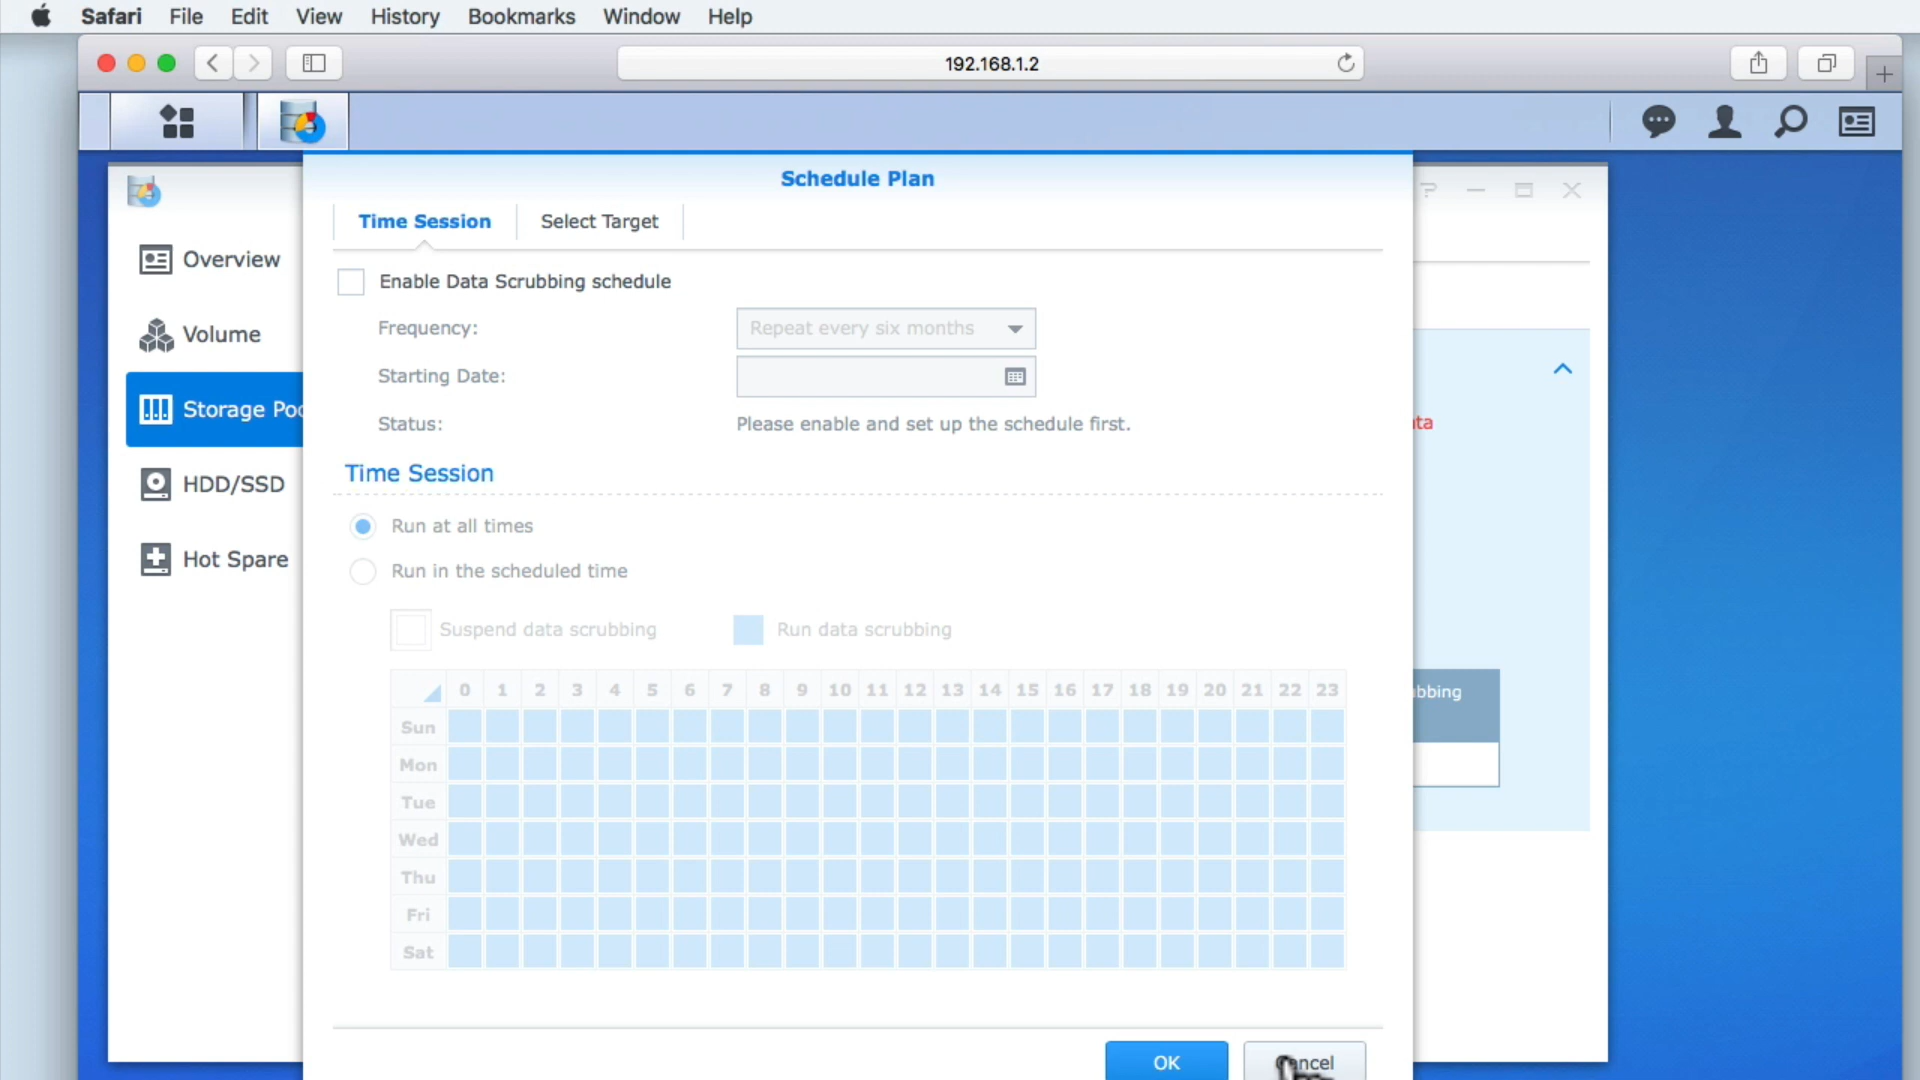 Safari File Edit View History Bookmarks Window Help
192.168.1.2
Schedule Plan
Time Session Select Target
Overview
Volume
Storage Poo
HDD/SSD
Hot Spare
Enable Data Scrubbing schedule
Frequency: Repeat every six months
Starting Date:
Status: Please enable and set up the schedule first.
ata
Time Session
Run at all times
Run in the scheduled time
Suspend data scrubbing Run data scrubbing
0 1 2 3 4 5 6 7 8 9 10 11 12 13 14 15 16 17 18 19 20 21 22 23
bbing
Sun
Mon
Tue
Wed
Thu
Fri
Sat
OK Cancel